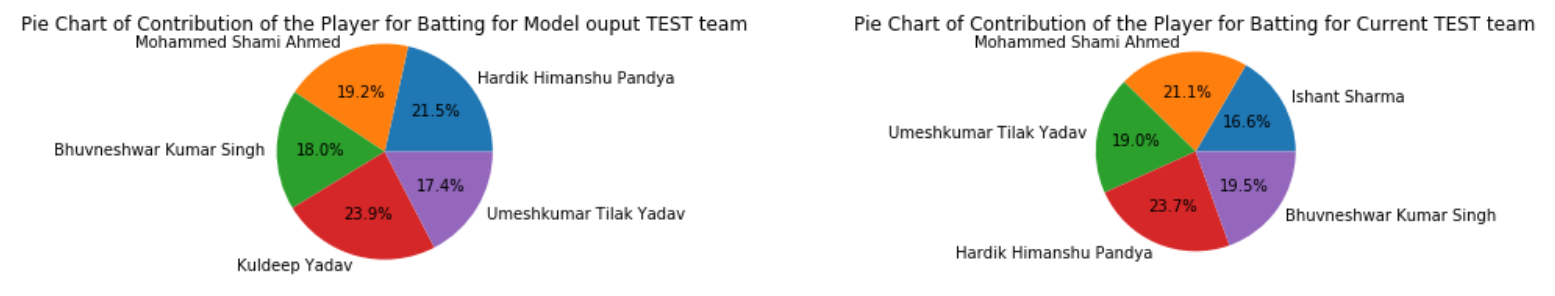 Pie Chart of Contribution of the Player for Batting for Model ouput TEST team
Mohammed Shami Ahmed
Hardik Himanshu Pandya
19.2%
21.5%
Bhuvneshwar Kumar Singh
18.0%
17.4%
23.9%
Umeshkumar Tilak Yadav
Kuldeep Yadav
Pie Chart of Contribution of the Player for Batting for Current TEST team
Mohammed Shami Ahmed
Ishant Sharma
21.1%
16.6%
Umeshkumar Tilak Yadav
19.0%
19.5%
23.7%
Bhuvneshwar Kumar Singh
Hardik Himanshu Pandya